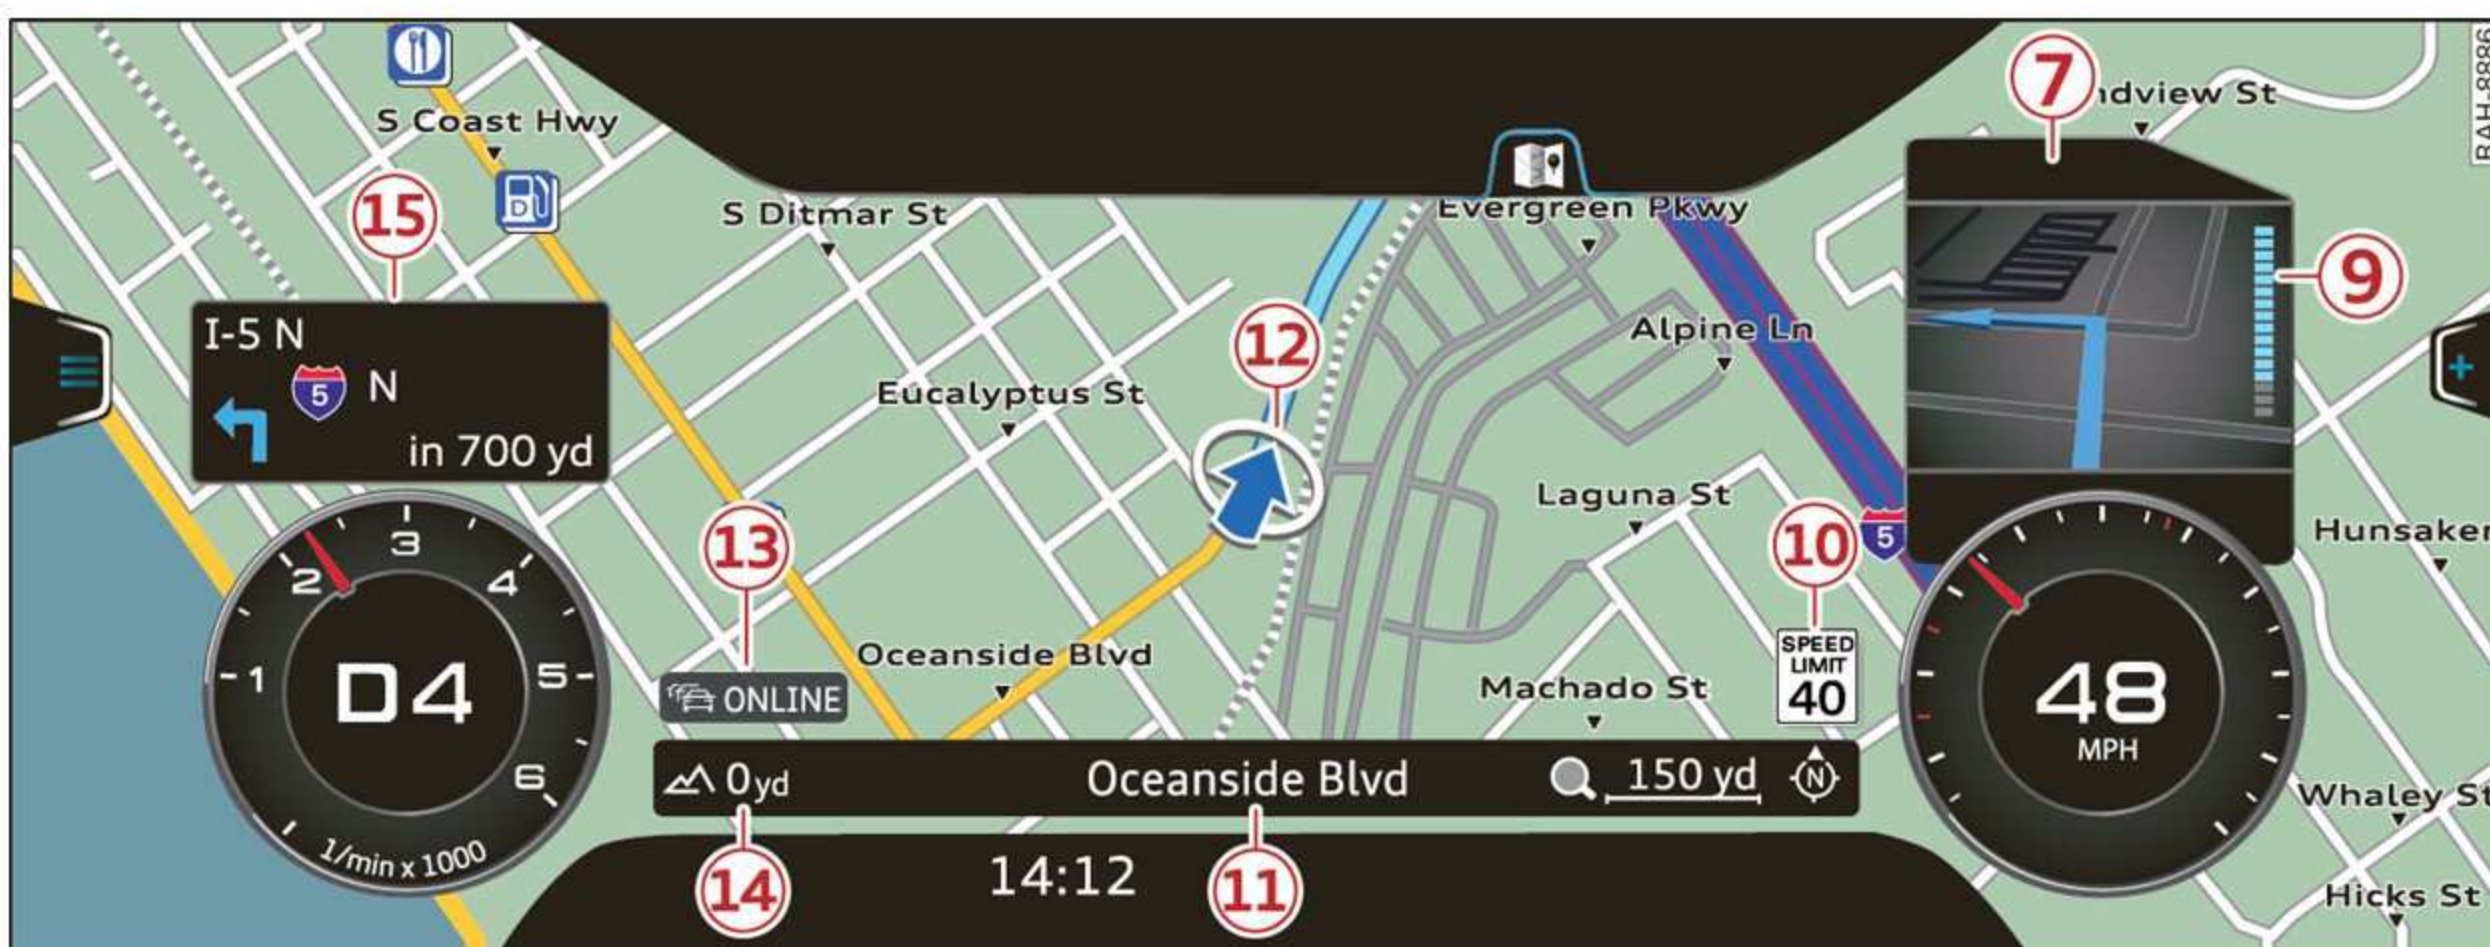 7
ndview St
S Coast Hwy
15
S Ditmar St
Evergreen Pkwy
9
I-5 N
5 N
in 700 yd
12
Alpine Ln
Eucalyptus St
Laguna St
13
10
5
Hunsaker
3
2
4
D
1
D4
5
6
1/min x 1000
Oceanside Blvd
ONLINE
Machado St
SPEED
LIMIT
40
48
MPH
0 yd
Oceanside Blvd
150 yd
N
Whaley St
14
14:12
11
Hicks St